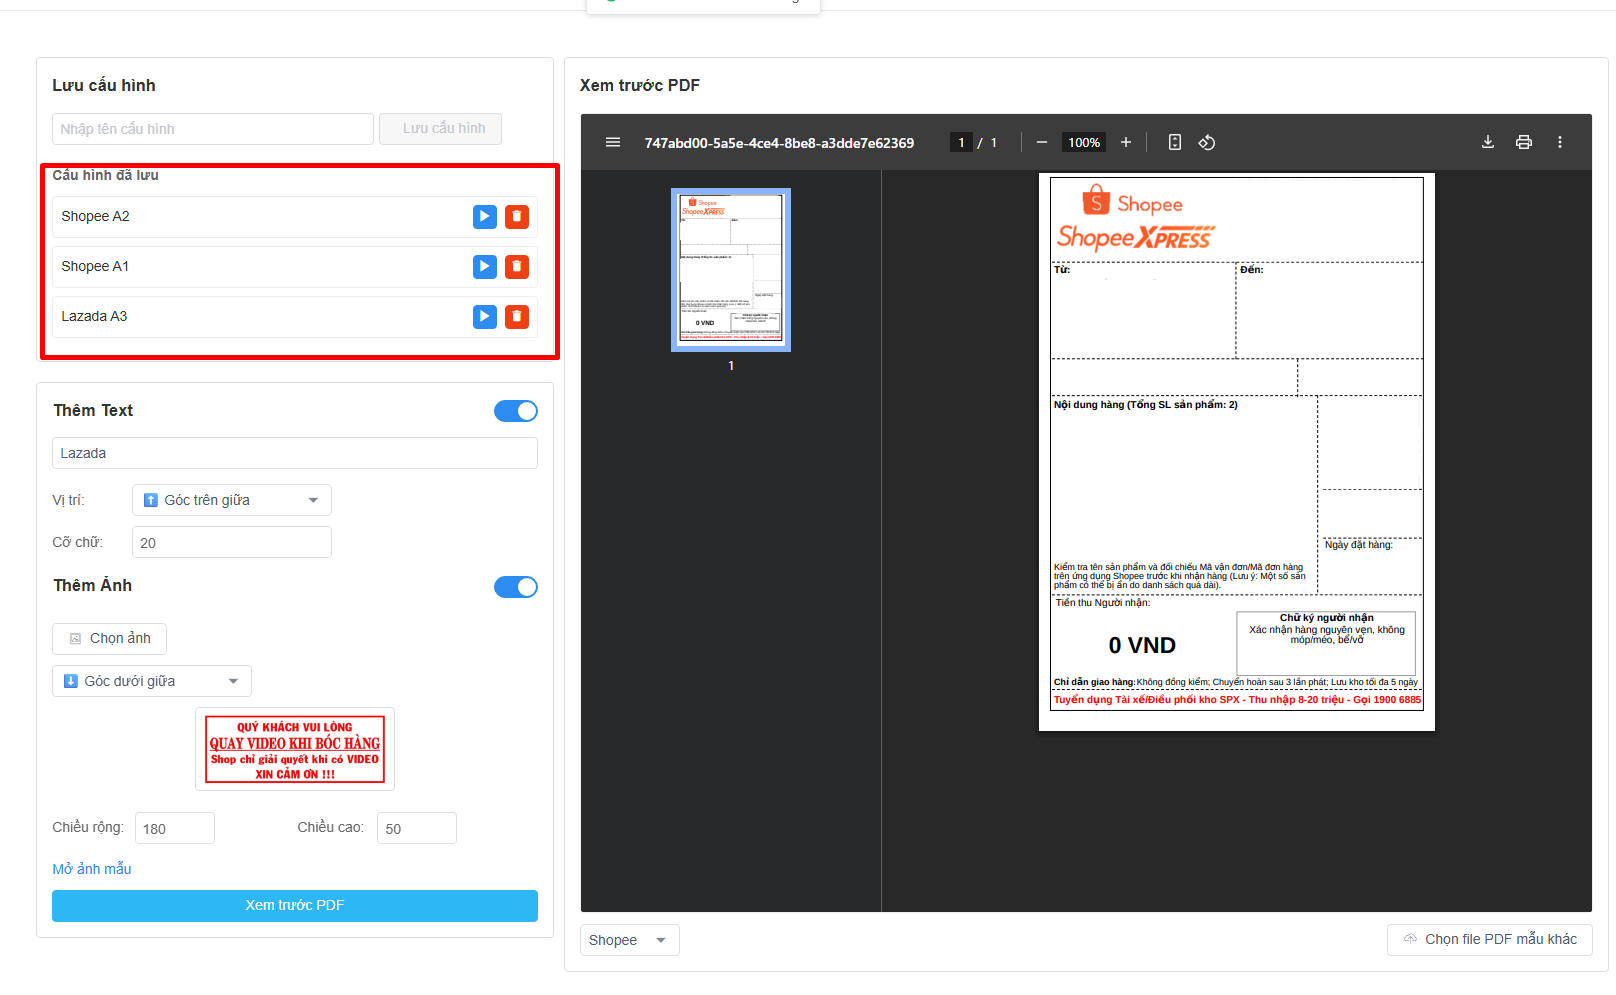 Lưu cấu hình
Nhập tên cấu hình
Lưu cấu hình
Cấu hình đã lưu
Shopee A2
Shopee A1
Lazada A3
Thêm Text
Lazada
Vị trí:
Góc trên giữa
Cỡ chữ:
20
Thêm Ảnh
Chọn ảnh
Góc dưới giữa
QUÝ KHÁCH VUI LÒNG
QUAY VIDEO KHI BÓC HÀNG
Shop chỉ giải quyết khi có VIDEO
XIN CẢM ƠN !!!
Chiều rộng:
180
Chiều cao:
50
Mở ảnh mẫu
Xem trước PDF
Xem trước PDF
747abd00-5a5e-4ce4-8be8-a3dde7e62369
1 / 1
100%
1
Shopee
Shopee XPRESS
Từ:
Đến:
Nội dung hàng (Tổng SL sản phẩm: 2)
Ngày đặt hàng:
Kiểm tra tên sản phẩm và đối chiếu Mã vận đơn/Mã đơn hàng
trên ứng dụng Shopee trước khi nhận hàng (Lưu ý: Một số sản
phẩm có thể bị ẩn do danh sách quá dài).
Tiền thu Người nhận:
0 VND
Chữ ký người nhận
Xác nhận hàng nguyên vẹn, không
móp/méo, bể/vỡ
Chỉ dẫn giao hàng:Không đồng kiểm; Chuyển hoàn sau 3 lần phát; Lưu kho tối đa 5 ngày
Tuyển dụng Tài xế/Điều phối kho SPX - Thu nhập 8-20 triệu - Gọi 1900 6885
Shopee
Chọn file PDF mẫu khác